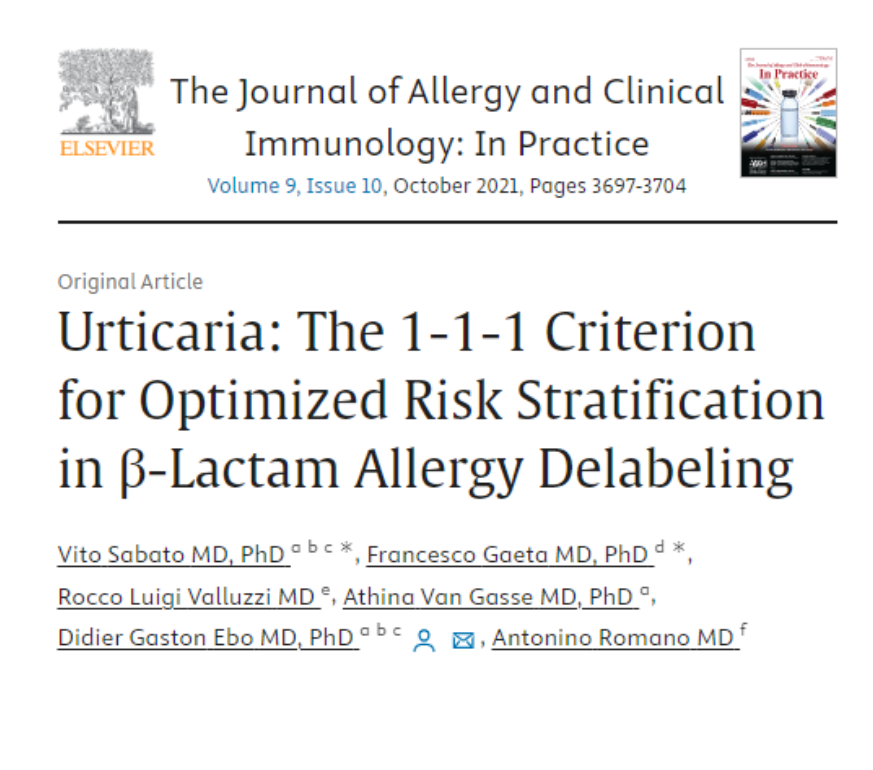 ELSEVIER
The Journal of Allergy and Clinical
Immunology: In Practice
Volume 9, Issue 10, October 2021, Pages 3697-3704
In Practice
Original Article
Urticaria: The 1-1-1 Criterion
for Optimized Risk Stratification
in β-Lactam Allergy Delabeling
Vito Sabato MD, PhD a b c *, Francesco Gaeta MD, PhD d *,
Rocco Luigi Valluzzi MD e, Athina Van Gasse MD, PhD a,
Didier Gaston Ebo MD, PhD a b c , Antonino Romano MD f